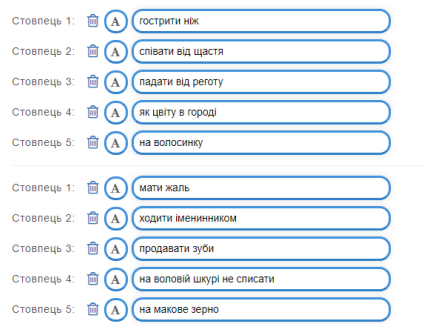 Стовпець 1: A гострити ніж
Стовпець 2: A співати від щастя
Стовпець 3: A падати від реготу
Стовпець 4: A як цвіту в городі
Стовпець 5: A на волосинку
Стовпець 1: A мати жаль
Стовпець 2: A ходити іменинником
Стовпець 3: A продавати зуби
Стовпець 4: A на воловій шкурі не списати
Стовпець 5: A на макове зерно